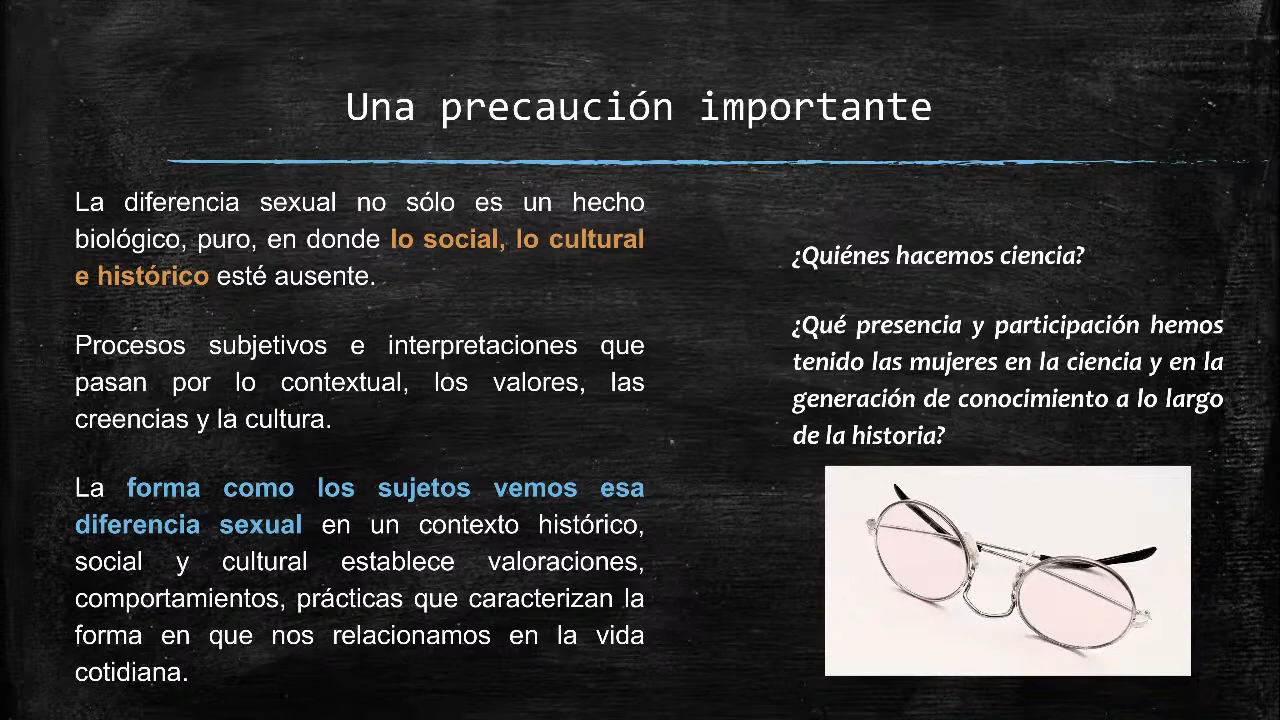 Una precaución importante
La diferencia sexual no sólo es un hecho
biológico, puro, en donde lo social, lo cultural
e histórico esté ausente.
Procesos subjetivos e interpretaciones que
pasan por lo contextual, los valores, las
creencias y la cultura.
La forma como los sujetos vemos esa
diferencia sexual en un contexto histórico,
social y cultural establece valoraciones,
comportamientos, prácticas que caracterizan la
forma en que nos relacionamos en la vida
cotidiana.
¿Quiénes hacemos ciencia?
¿Qué presencia y participación hemos
tenido las mujeres en la ciencia y en la
generación de conocimiento a lo largo
de la historia?